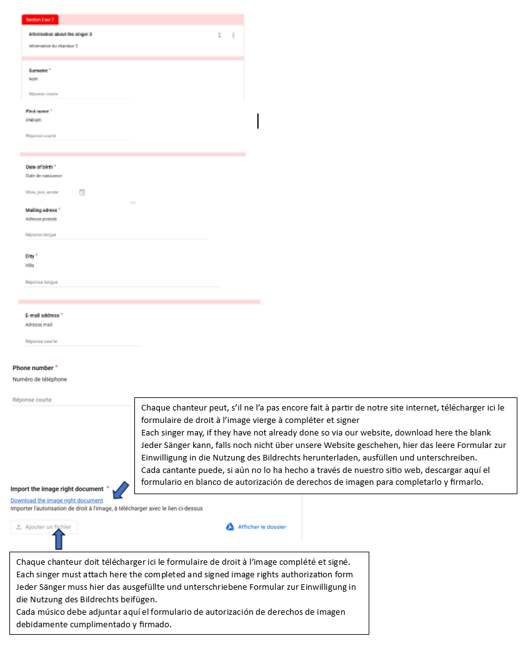 Section 5 sur 7
Information about the singer 3
Information du chanteur 3
Surname *
Nom
Réponse courte
First name *
Prénom
Réponse courte
Date of birth *
Date de naissance
Mois, jour, année
Mailing adress *
Adresse postale
Réponse longue
City *
Ville
Réponse longue
E-mail address *
Adresse mail
Réponse courte
Phone number *
Numéro de téléphone
Réponse courte
Chaque chanteur peut, s'il ne l'a pas encore fait à partir de notre site internet, télécharger ici le
formulaire de droit à l'image vierge à compléter et signer
Each singer may, if they have not already done so via our website, download here the blank
Jeder Sänger kann, falls noch nicht über unsere Website geschehen, hier das leere Formular zur
Einwilligung in die Nutzung des Bildrechts herunterladen, ausfüllen und unterschreiben.
Cada cantante puede, si aún no lo ha hecho a través de nuestro sitio web, descargar aquí el
formulario en blanco de autorización de derechos de imagen para completarlo y firmarlo.
Import the image right document *
Download the image right document
Importer l'autorisation de droit à l'image, à télécharger avec le lien ci-dessus
Ajouter un fichier
Afficher le dossier
Chaque chanteur doit télécharger ici le formulaire de droit à l'image complété et signé.
Each singer must attach here the completed and signed image rights authorization form
Jeder Sänger muss hier das ausgefüllte und unterschriebene Formular zur Einwilligung in
die Nutzung des Bildrechts beifügen.
Cada músico debe adjuntar aquí el formulario de autorización de derechos de imagen
debidamente cumplimentado y firmado.